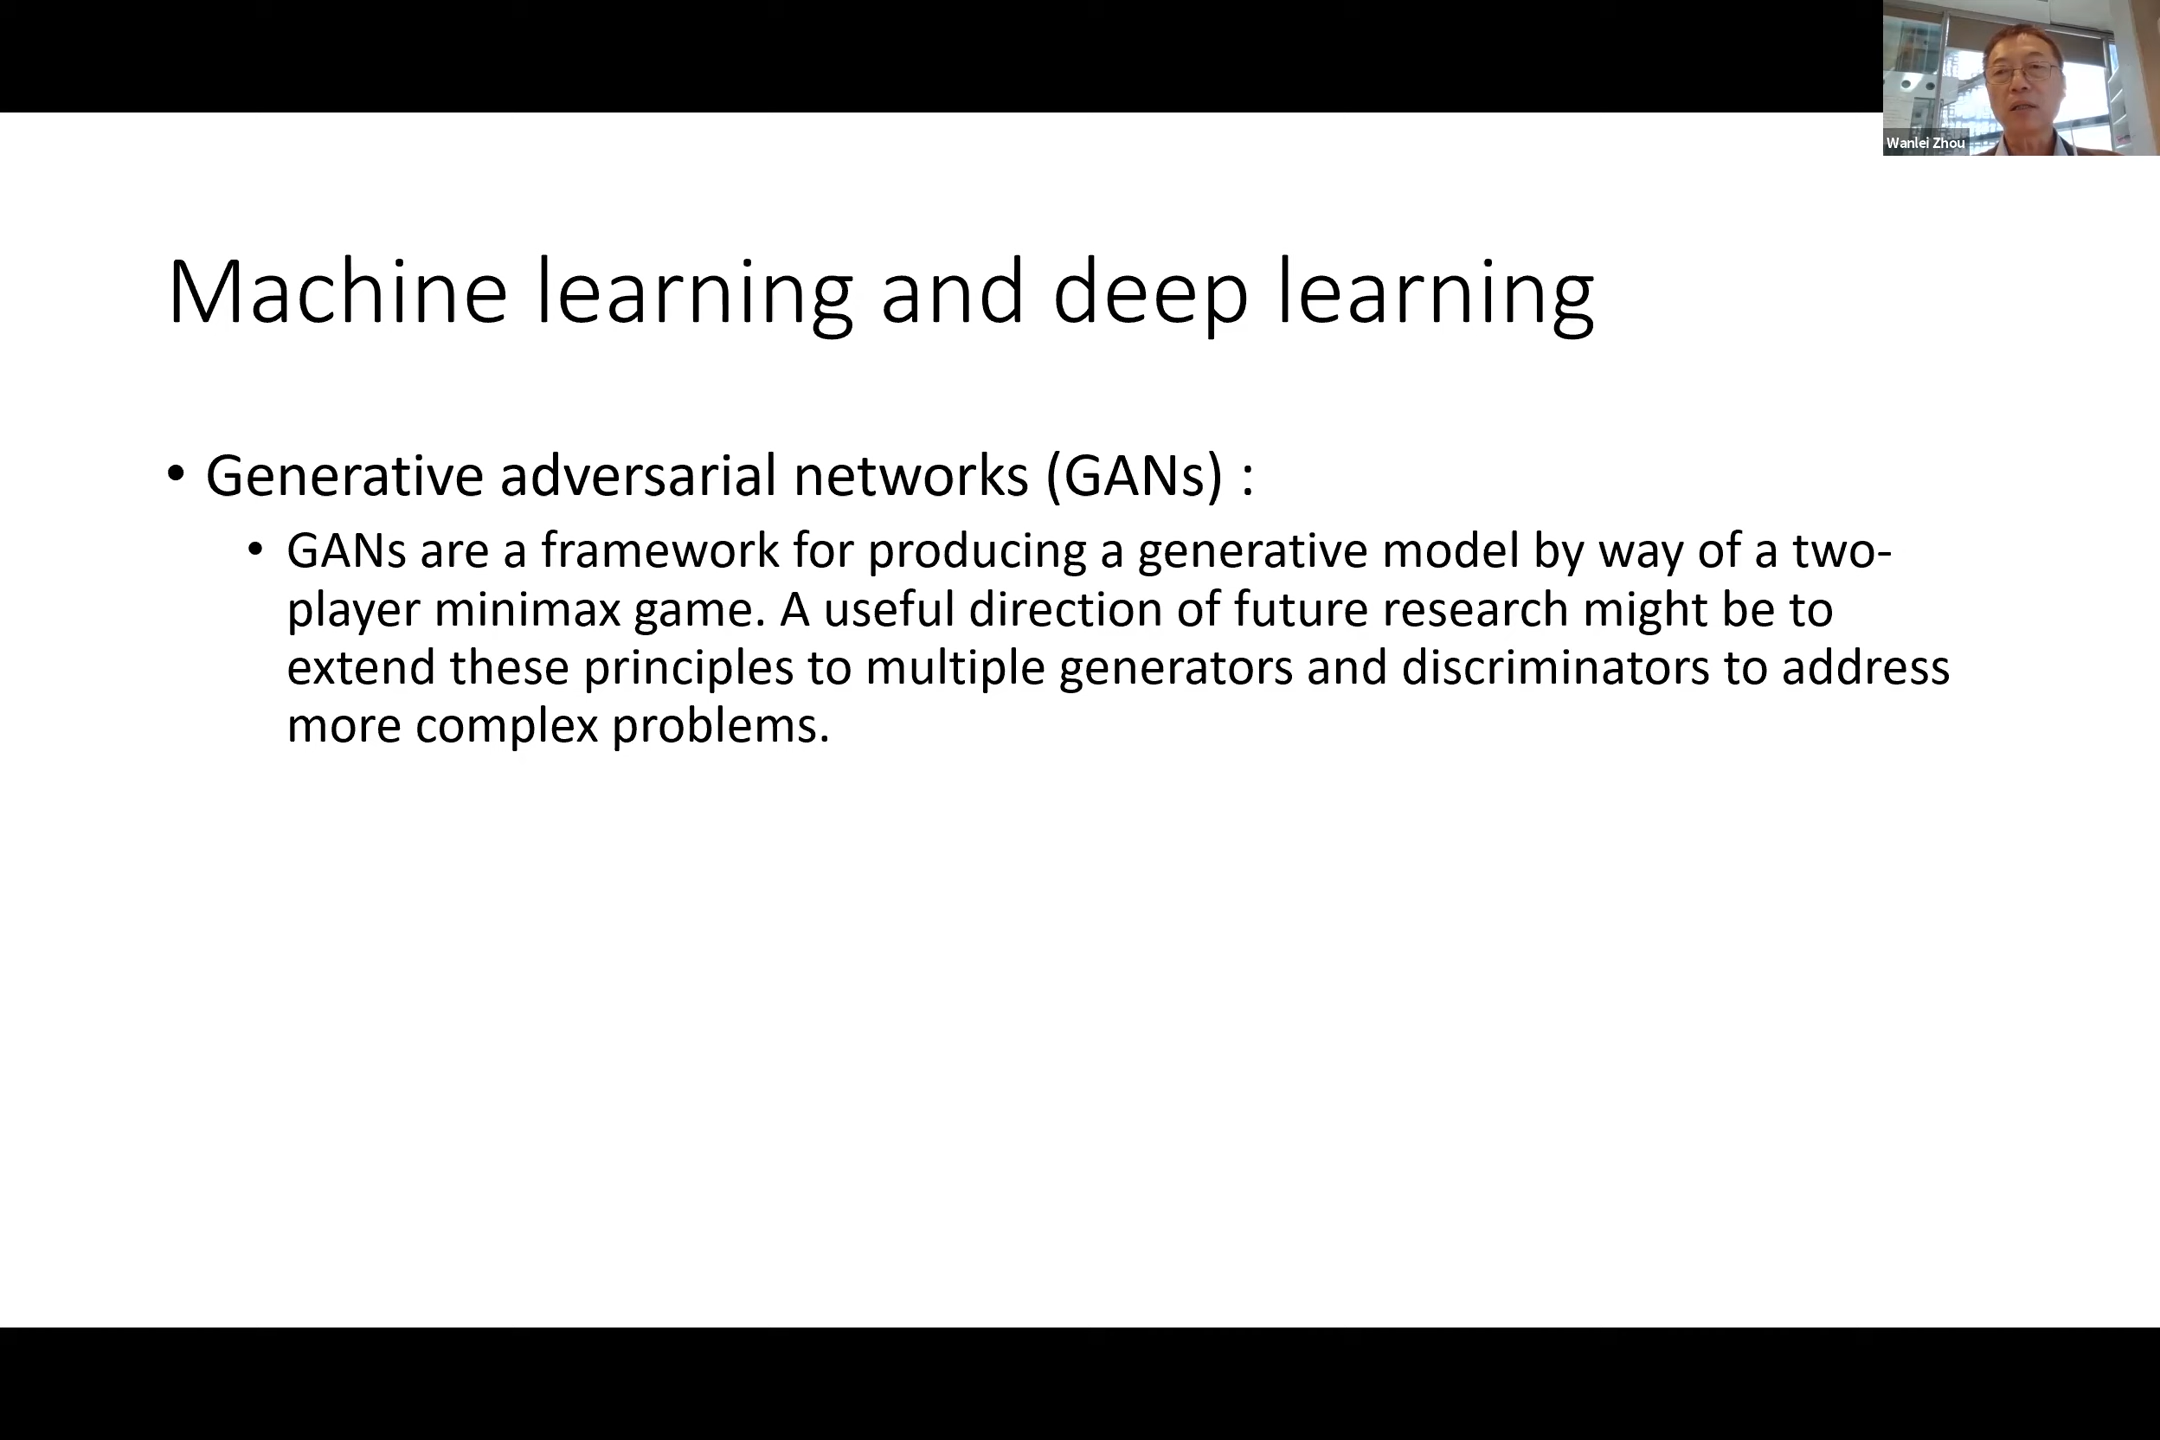 Wanlei Zhou
Machine learning and deep learning
• Generative adversarial networks (GANs) :
• GANs are a framework for producing a generative model by way of a two-
player minimax game. A useful direction of future research might be to
extend these principles to multiple generators and discriminators to address
more complex problems.